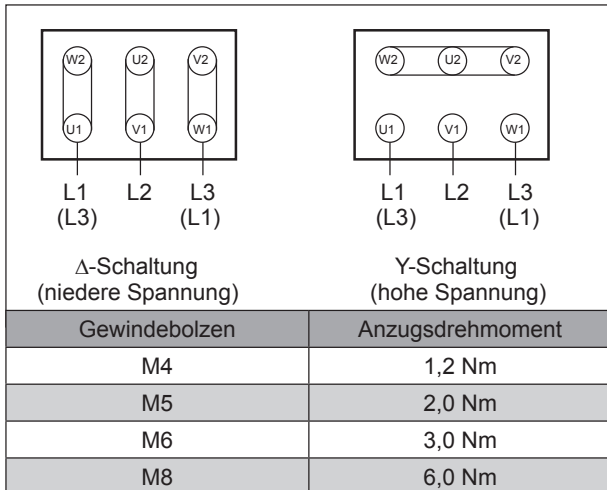 W2 U2 V2 W2 U2 V2
U1 V1 W1 U1 V1 W1
L1 L2 L3 L1 L2 L3
(L3) (L1) (L3) (L1)
Δ-Schaltung Y-Schaltung
(niedere Spannung) (hohe Spannung)
Gewindebolzen Anzugsdrehmoment
M4 1,2 Nm
M5 2,0 Nm
M6 3,0 Nm
M8 6,0 Nm